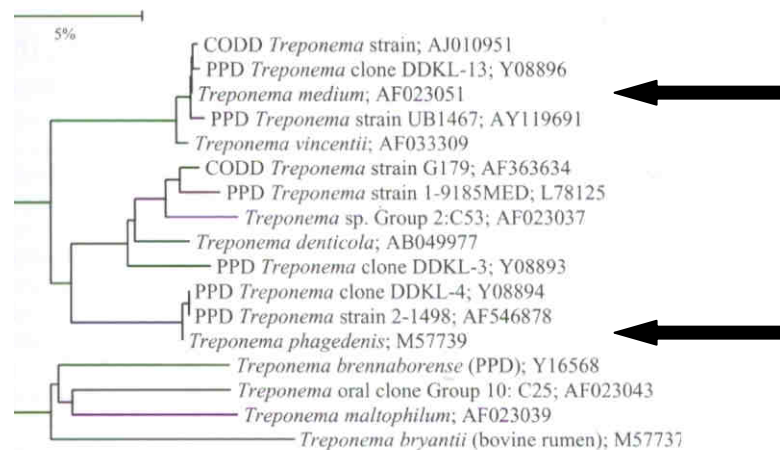 5%
CODD Treponema strain; AJ010951
PPD Treponema clone DDKL-13; Y08896
Treponema medium; AF023051
PPD Treponema strain UB1467; AY119691
Treponema vincentii; AF033309
CODD Treponema strain G179; AF363634
PPD Treponema strain 1-9185MED; L78125
Treponema sp. Group 2:C53; AF023037
Treponema denticola; AB049977
PPD Treponema clone DDKL-3; Y08893
PPD Treponema clone DDKL-4; Y08894
PPD Treponema strain 2-1498; AF546878
Treponema phagedenis; M57739
Treponema brennaborense (PPD); Y16568
Treponema oral clone Group 10: C25; AF023043
Treponema maltophilum; AF023039
Treponema bryantii (bovine rumen); M57737